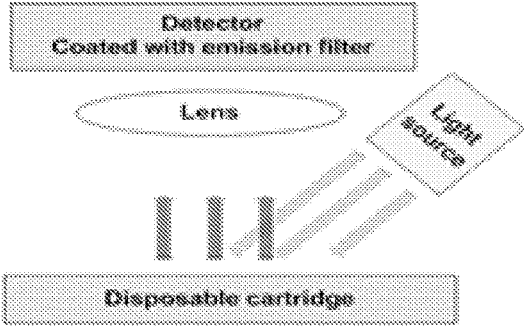 Detector
Coated with emission filter
Lens
Light
source
Disposable cartridge